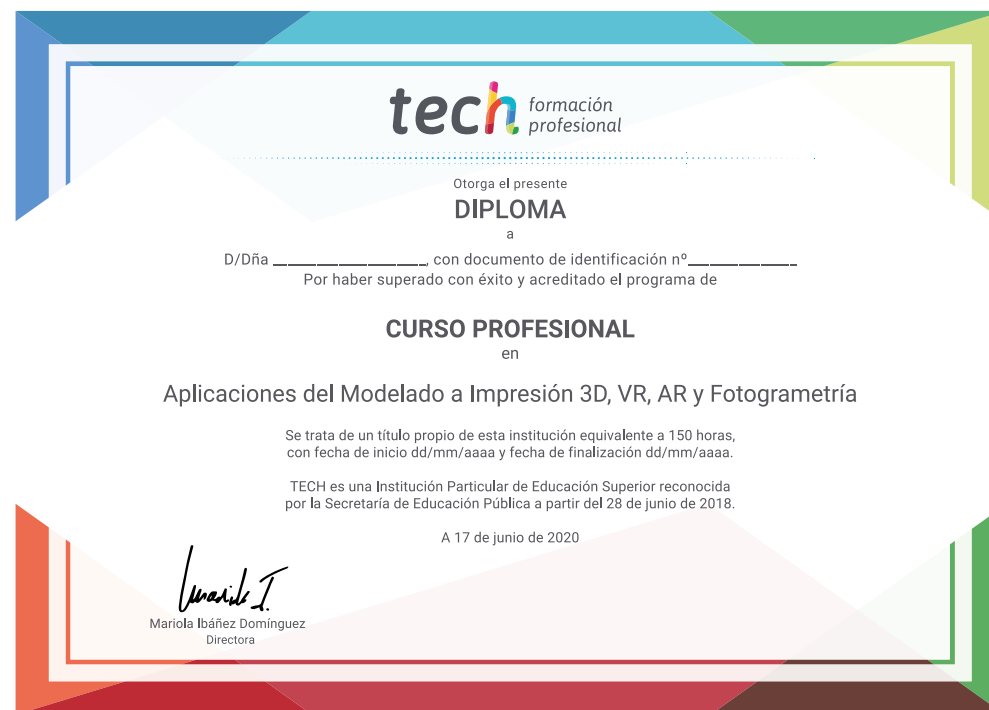 tech formación
profesional
Otorga el presente
DIPLOMA
a
D/Dña ____________________, con documento de identificación nº______________
Por haber superado con éxito y acreditado el programa de
CURSO PROFESIONAL
en
Aplicaciones del Modelado a Impresión 3D, VR, AR y Fotogrametría
Se trata de un título propio de esta institución equivalente a 150 horas,
con fecha de inicio dd/mm/aaaa y fecha de finalización dd/mm/aaaa.
TECH es una Institución Particular de Educación Superior reconocida
por la Secretaría de Educación Pública a partir del 28 de junio de 2018.
A 17 de junio de 2020
Mariola Ibáñez Domínguez
Directora